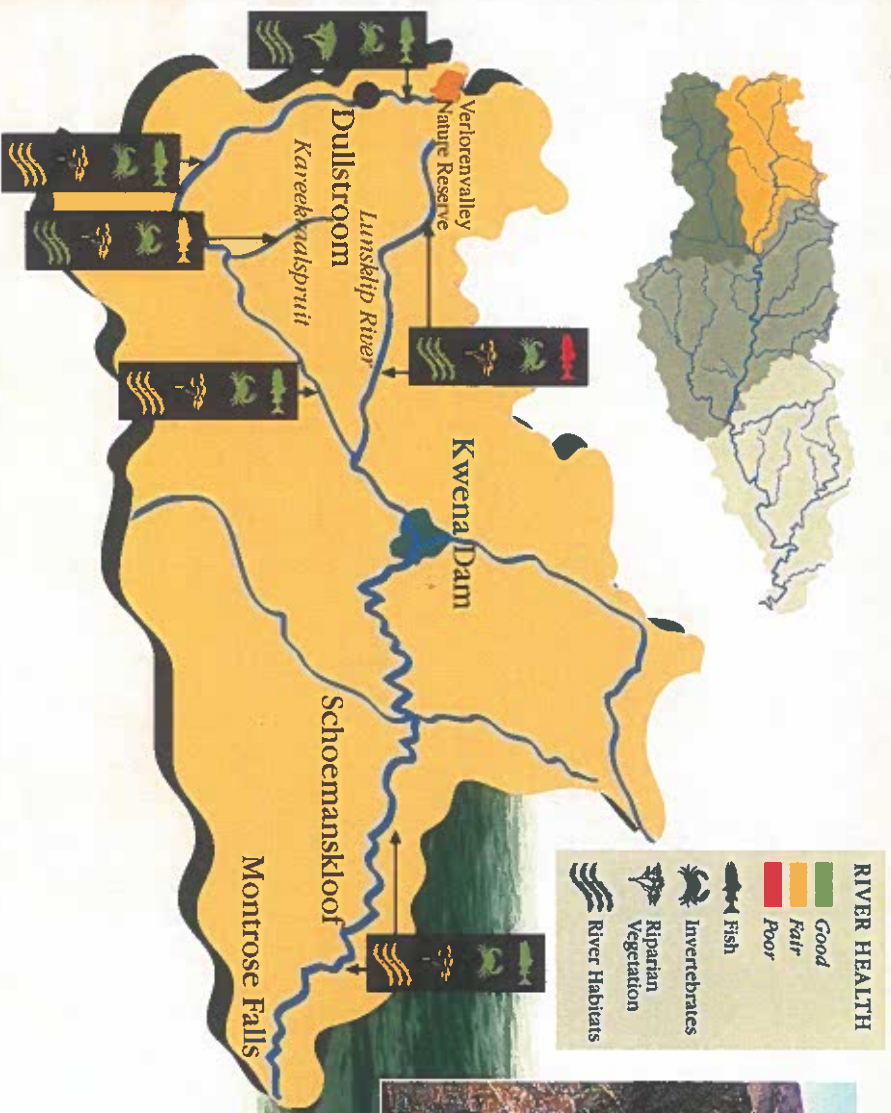 RIVER HEALTH
Good
Fair
Poor
Fish
Invertebrates
Riparian
Vegetation
River Habitats
Verlorenvalley
Nature Reserve
Dullstroom
Kareekraalspruit
Lunsklip River
Kwena Dam
Schoemanskloof
Montrose Falls